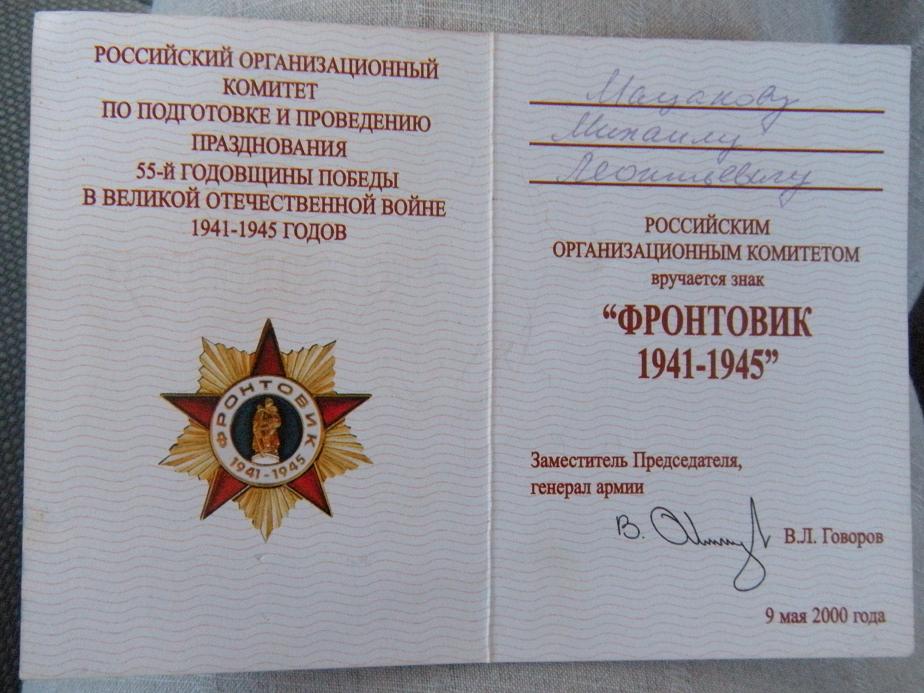 РОССИЙСКИЙ ОРГАНИЗАЦИОННЫЙ
КОМИТЕТ
ПО ПОДГОТОВКЕ И ПРОВЕДЕНИЮ
ПРАЗДНОВАНИЯ
55-й ГОДОВЩИНЫ ПОБЕДЫ
В ВЕЛИКОЙ ОТЕЧЕСТВЕННОЙ ВОЙНЕ
1941-1945 ГОДОВ
ФРОНТОВИК
1941-1945
Мацакову
Михаилу
Леонтьевичу
РОССИЙСКИМ
ОРГАНИЗАЦИОННЫМ КОМИТЕТОМ
вручается знак
“ФРОНТОВИК
1941-1945”
Заместитель Председателя,
генерал армии
В.Л. Говоров
9 мая 2000 года